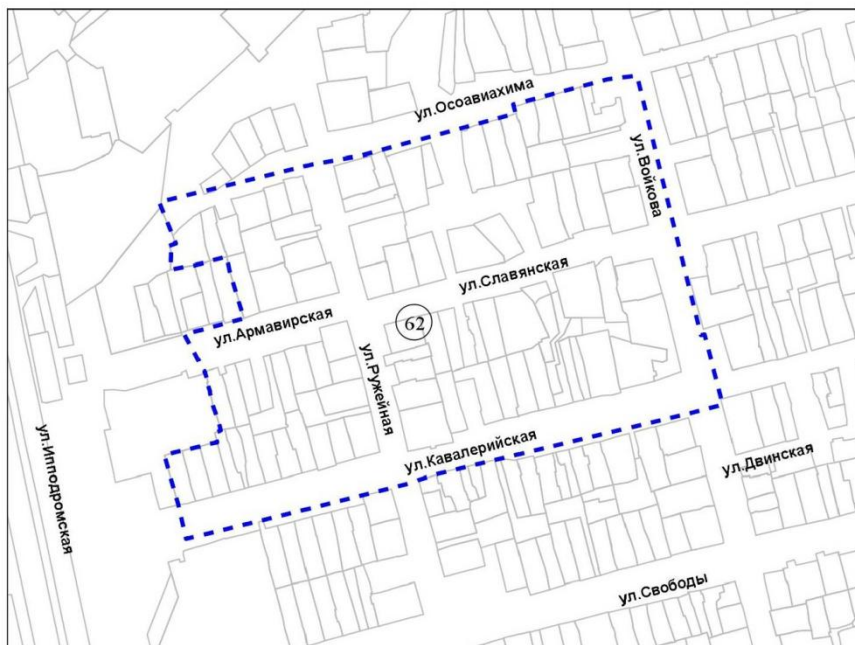 ул.Осоавиахима
ул.Войкова
ул.Славянская
62
ул.Армавирская
ул.Ружейная
ул.Кавалерийская
ул.Ипподромская
ул.Двинская
ул.Свободы